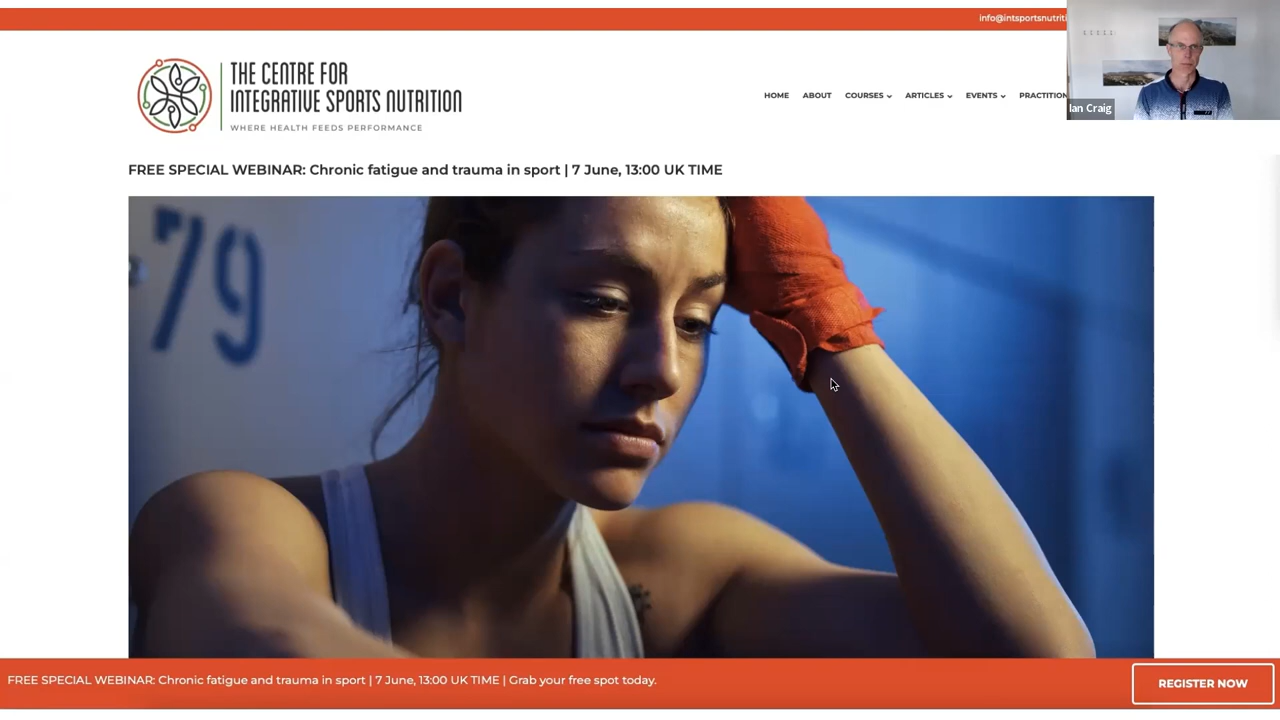 info@intsportsnutriti
THE CENTRE FOR
INTEGRATIVE SPORTS NUTRITION
WHERE HEALTH FEEDS PERFORMANCE
HOME ABOUT COURSES ARTICLES EVENTS PRACTITION
Ian Craig
FREE SPECIAL WEBINAR: Chronic fatigue and trauma in sport | 7 June, 13:00 UK TIME
79
FREE SPECIAL WEBINAR: Chronic fatigue and trauma in sport | 7 June, 13:00 UK TIME | Grab your free spot today.
REGISTER NOW